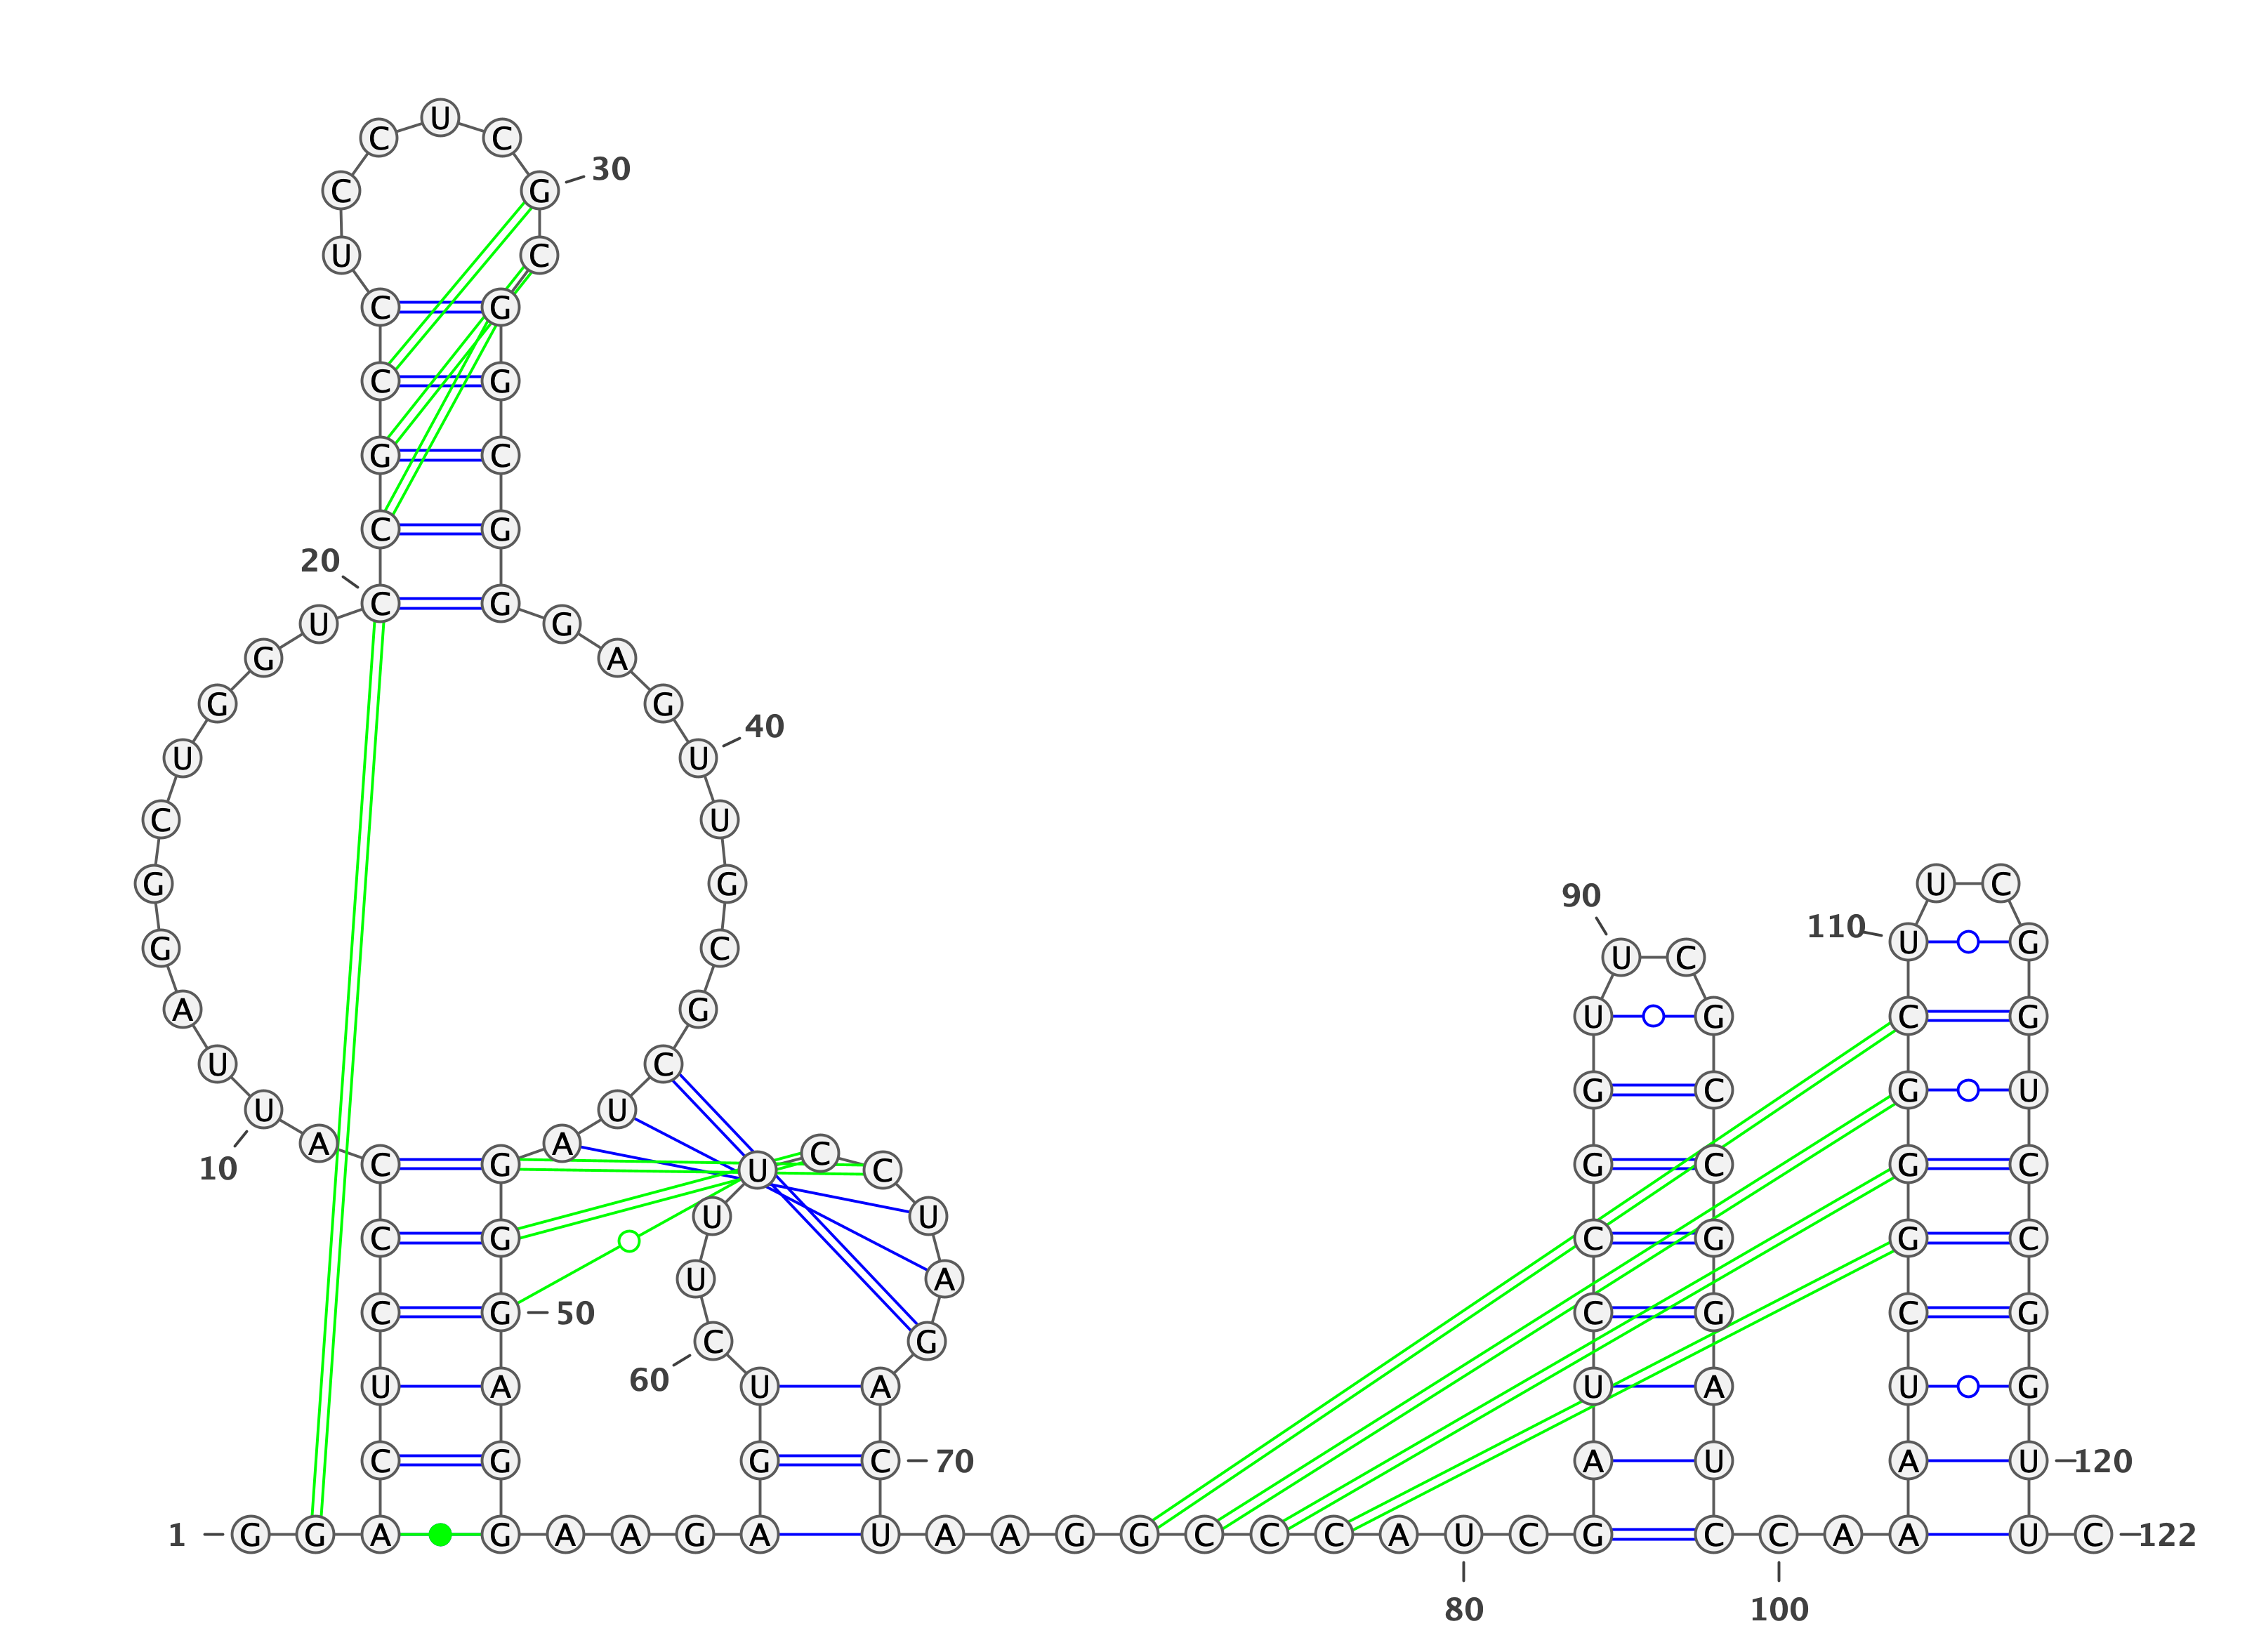 U
C C
30
C G
U C
C G
C G
G C
C G
20
C G
U G
G A
G G
40
U U
C U
G G U C
90
110 U G
G C U C
A G U G C G
U C G C G U
10 U U
A A C
C G U C G C G C
U U
C G C G G C
U A
C G 50 C G C G
C G
60
U A U A U A U G
C G G C 70 A U A U 120
1 G G A G A A G A U A A G G C C C A U C G C C A A A U C 122
80 100